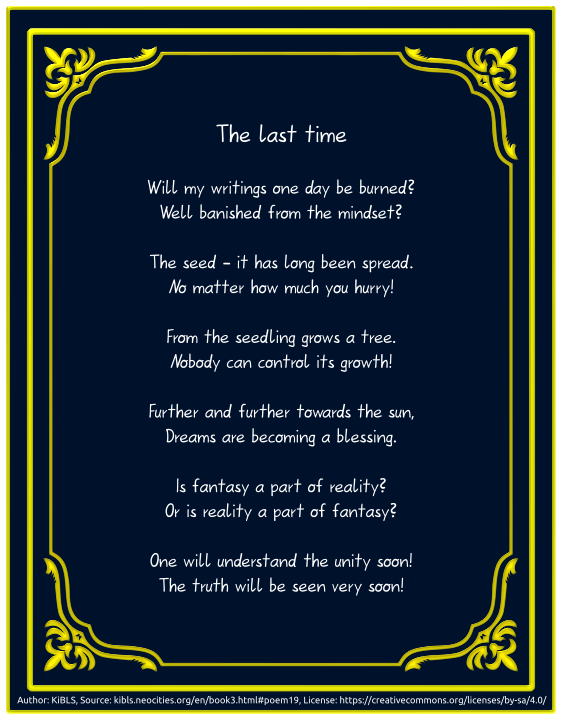 The last time
Will my writings one day be burned?
Well banished from the mindset?
The seed – it has long been spread.
No matter how much you hurry!
From the seedling grows a tree.
Nobody can control its growth!
Further and further towards the sun,
Dreams are becoming a blessing.
Is fantasy a part of reality?
Or is reality a part of fantasy?
One will understand the unity soon!
The truth will be seen very soon!
Author: KiBLS, Source: kibls.neocities.org/en/book3.html#poem19, License: https://creativecommons.org/licenses/by-sa/4.0/